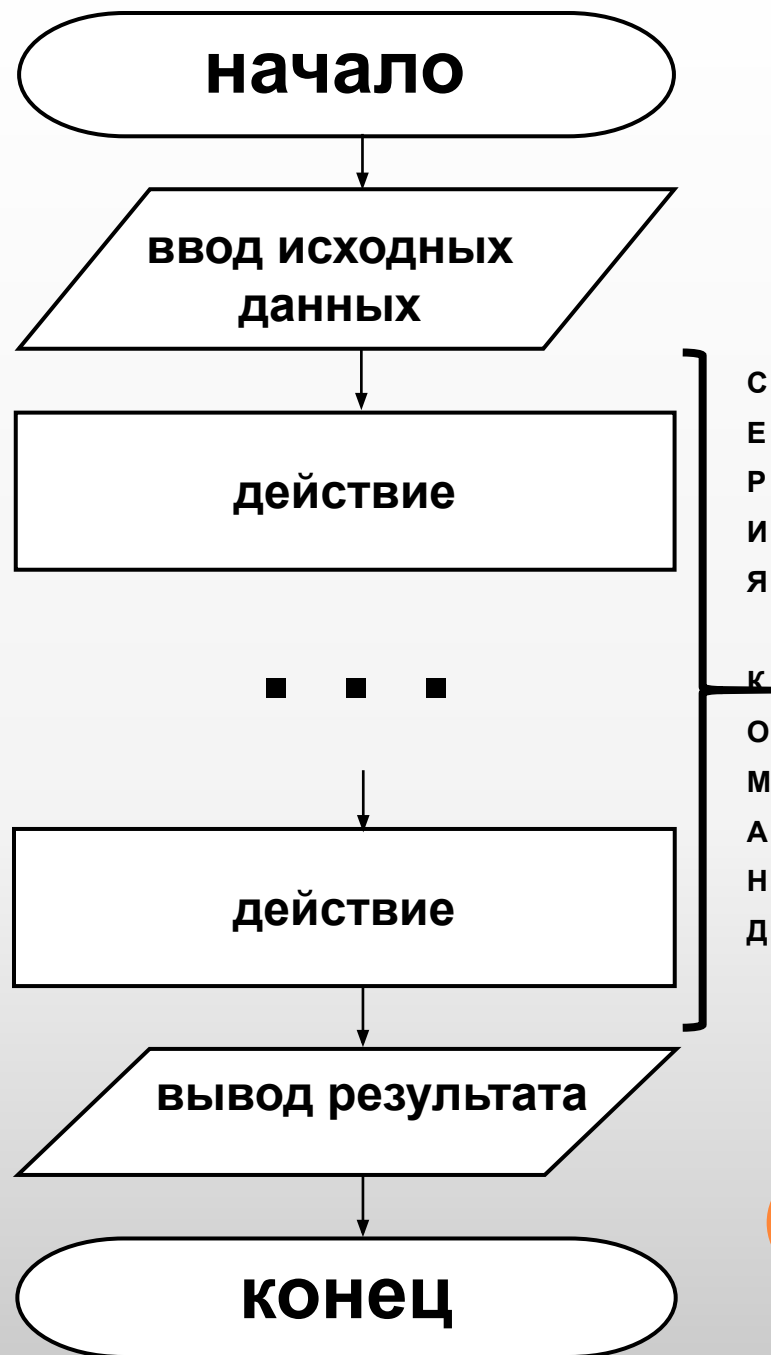 начало
ввод исходных
данных
действие
. . .
действие
вывод результата
конец
С
Е
Р
И
Я
К
О
М
А
Н
Д